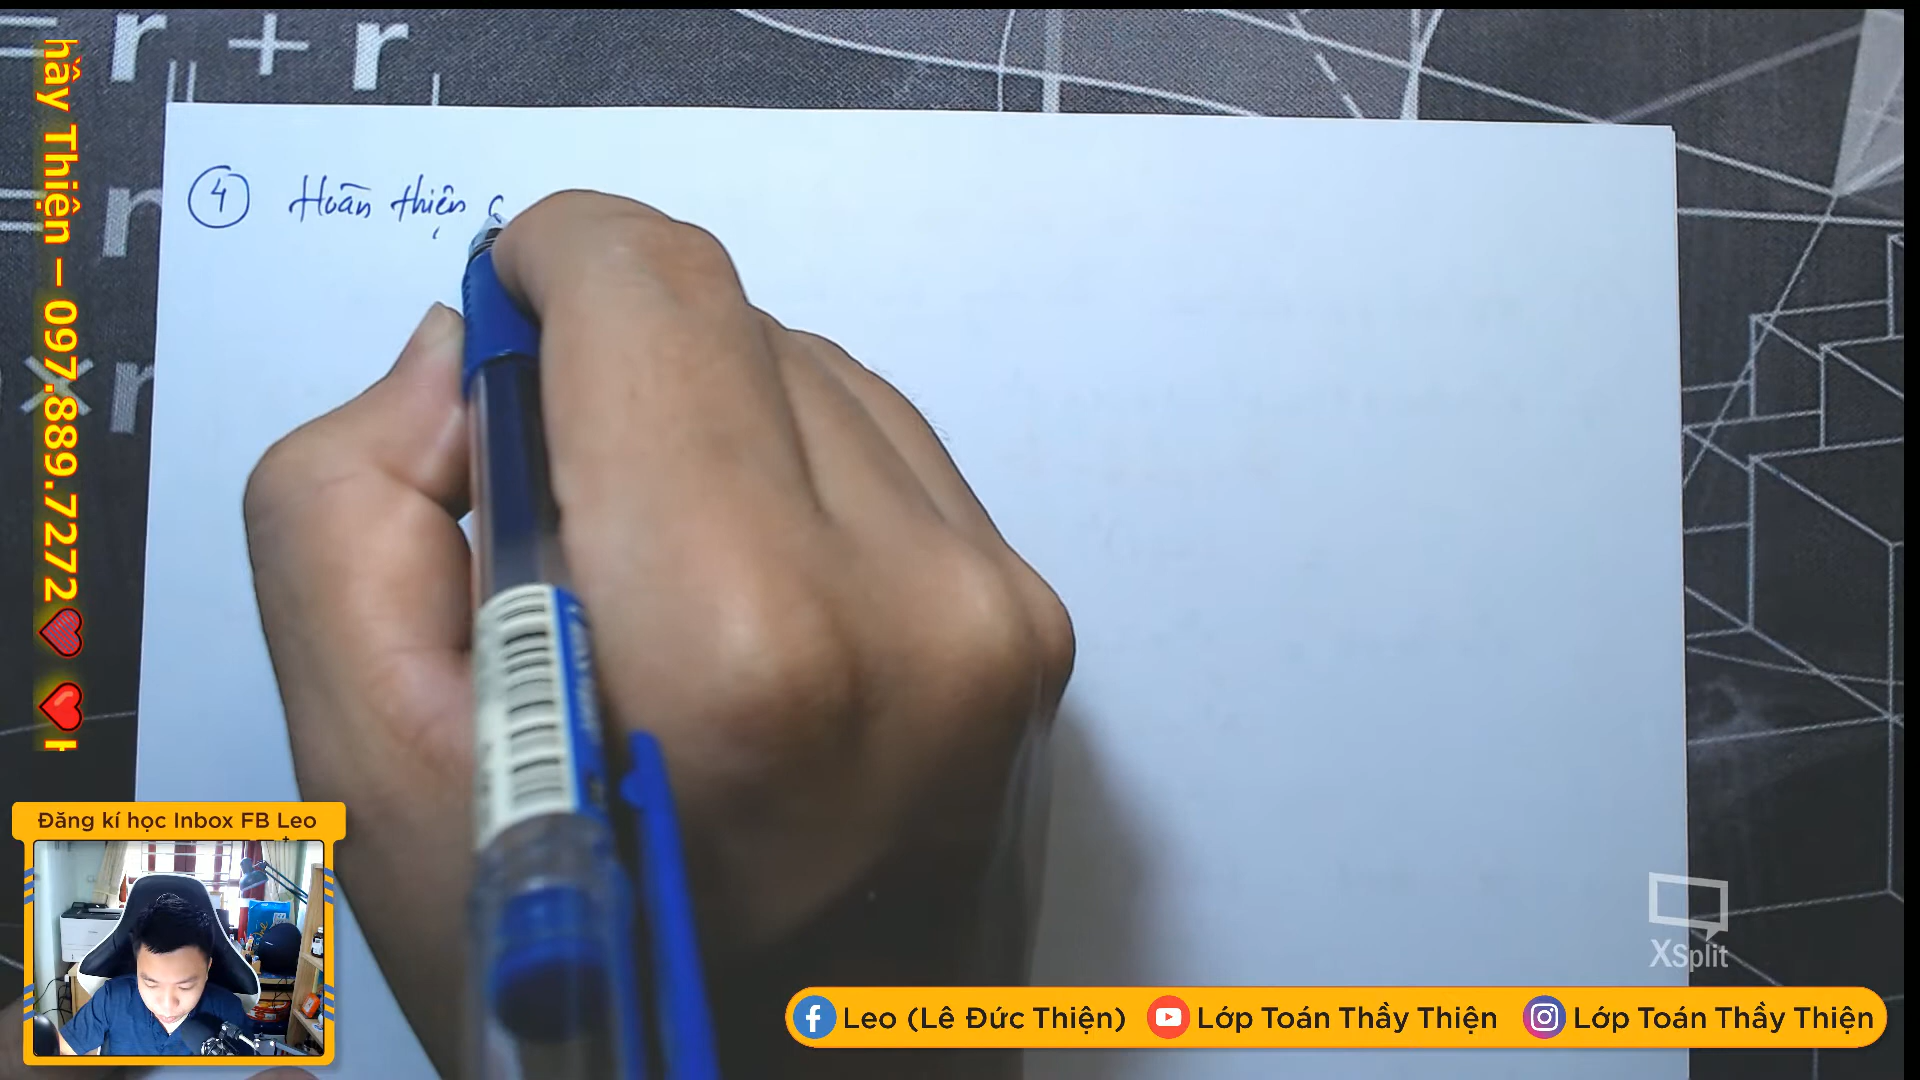 = r + r
hầy Thiện – 097.889.7272 ❤ ❤
= r
× r
④ Hoàn thiện
Đăng kí học Inbox FB Leo
XSplit
Leo (Lê Đức Thiện) Lớp Toán Thầy Thiện Lớp Toán Thầy Thiện